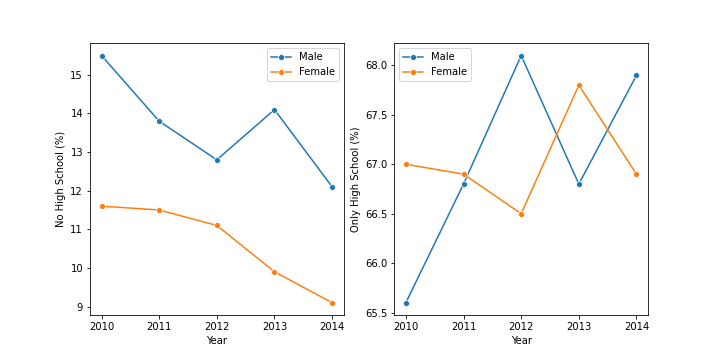 Male
Female
No High School (%)
15
14
13
12
11
10
9
2010 2011 2012 2013 2014
Year
Male
Female
Only High School (%)
68.0
67.5
67.0
66.5
66.0
65.5
2010 2011 2012 2013 2014
Year